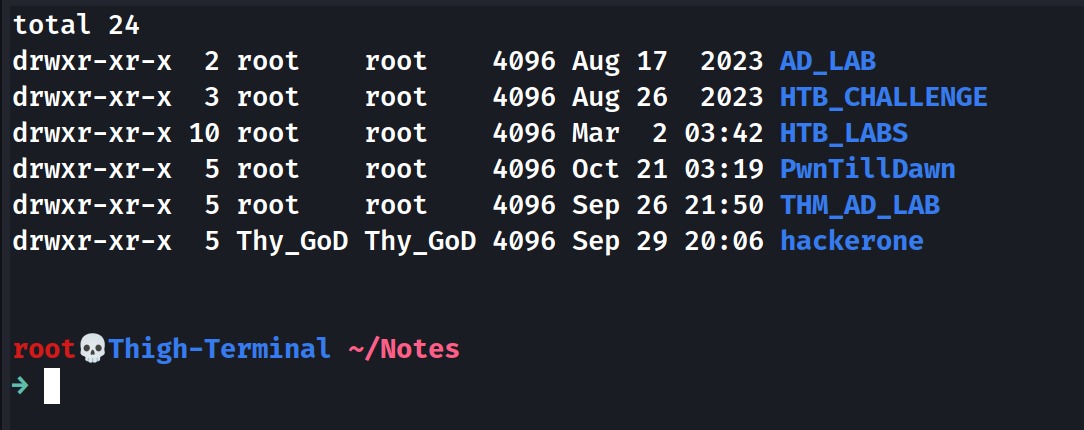 total 24
drwxr-xr-x  2 root   root   4096 Aug 17  2023 AD_LAB
drwxr-xr-x  3 root   root   4096 Aug 26  2023 HTB_CHALLENGE
drwxr-xr-x 10 root   root   4096 Mar  2 03:42 HTB_LABS
drwxr-xr-x  5 root   root   4096 Oct 21 03:19 PwnTillDawn
drwxr-xr-x  5 root   root   4096 Sep 26 21:50 THM_AD_LAB
drwxr-xr-x  5 Thy_GoD Thy_GoD 4096 Sep 29 20:06 hackerone
root💀Thigh-Terminal ~/Notes
→